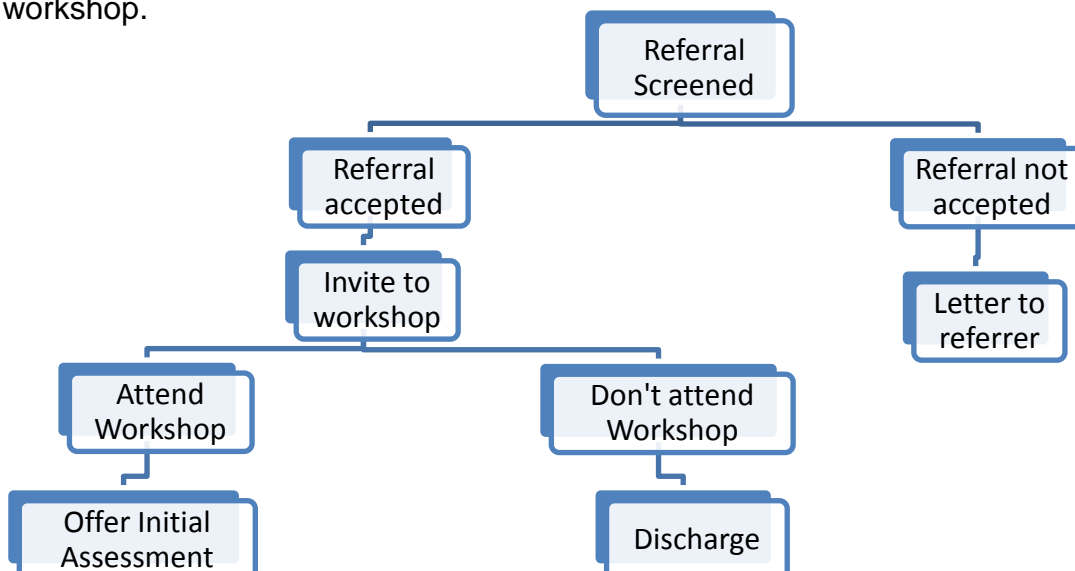 workshop.
Referral
Screened
Referral
accepted
Referral not
accepted
Invite to
workshop
Letter to
referrer
Attend
Workshop
Don't attend
Workshop
Offer Initial
Assessment
Discharge